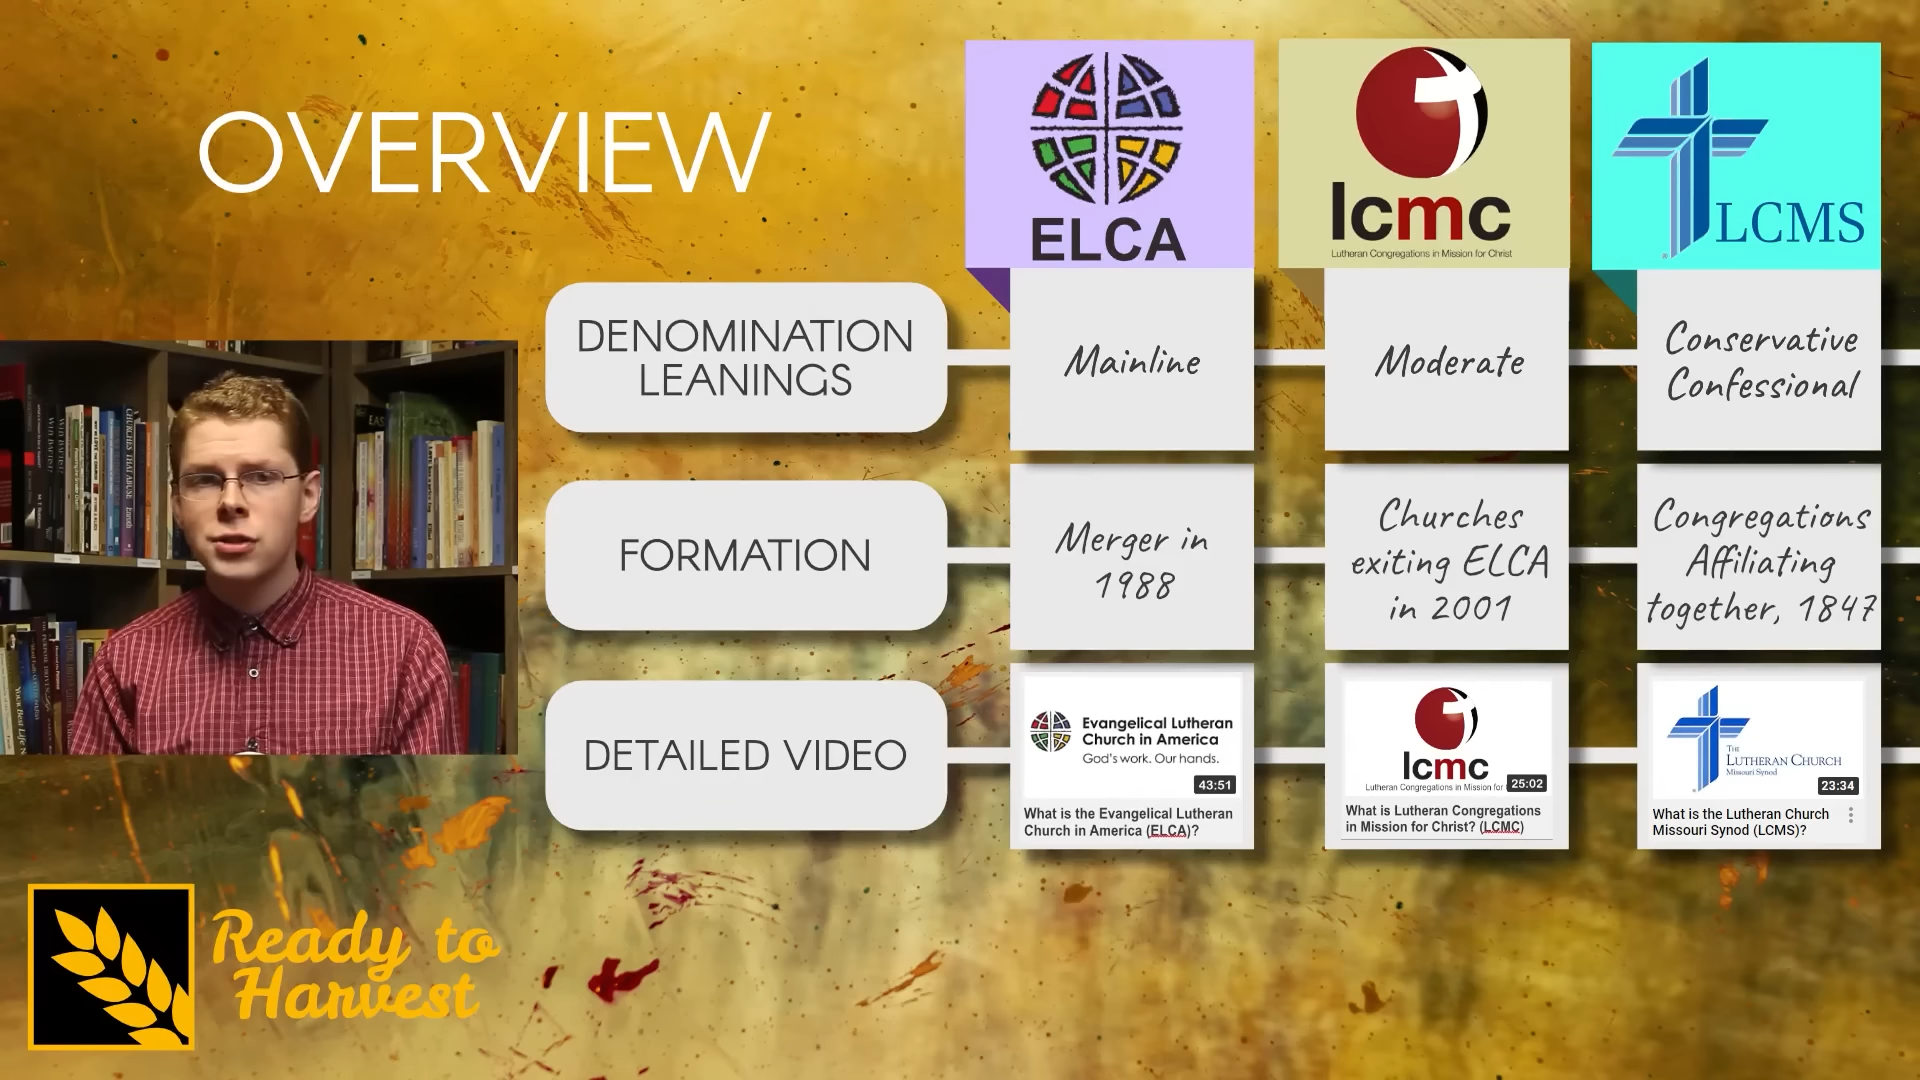 OVERVIEW
ELCA
lcmc
Lutheran Congregations in Mission for Christ
LCMS
DENOMINATION
LEANINGS
Mainline
Moderate
Conservative
Confessional
FORMATION
Merger in
1988
Churches
exiting ELCA
in 2001
Congregations
Affiliating
together, 1847
DETAILED VIDEO
Evangelical Lutheran
Church in America
God's work. Our hands.
43:51
What is the Evangelical Lutheran
Church in America (ELCA)?
lcmc
Lutheran Congregations in Mission for
25:02
What is Lutheran Congregations
in Mission for Christ? (LCMC)
THE
LUTHERAN CHURCH
Missouri Synod
23:34
What is the Lutheran Church
Missouri Synod (LCMS)?
CHURCHES THAT ABUSE
Ready to
Harvest